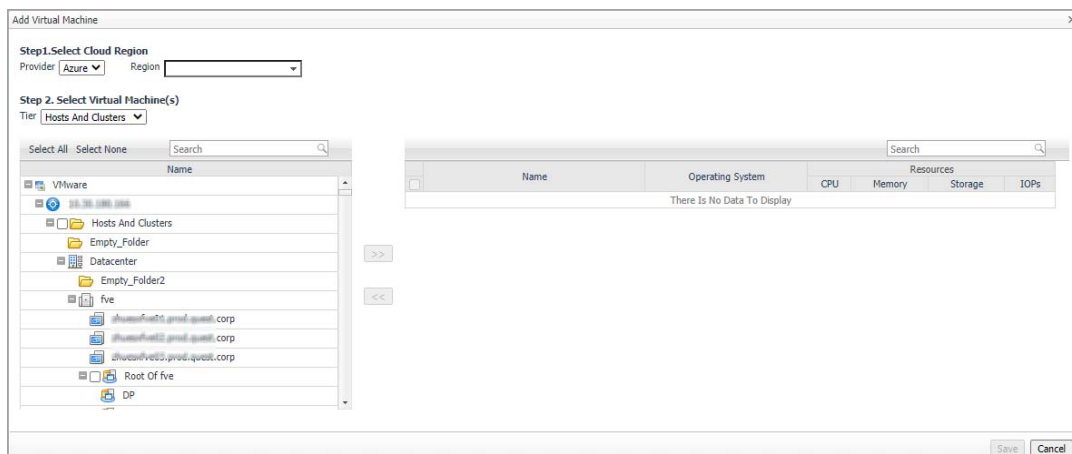 Add Virtual Machine
Step1.Select Cloud Region
Provider Azure Region
Step 2. Select Virtual Machine(s)
Tier Hosts And Clusters
Select All Select None Search
Search
Name
Name Operating System Resources
CPU Memory Storage IOPs
There Is No Data To Display
VMware
Hosts And Clusters
Empty_Folder
Datacenter
Empty_Folder2
fve
.corp
.corp
.corp
Root Of fve
DP
>>
<<
Save Cancel